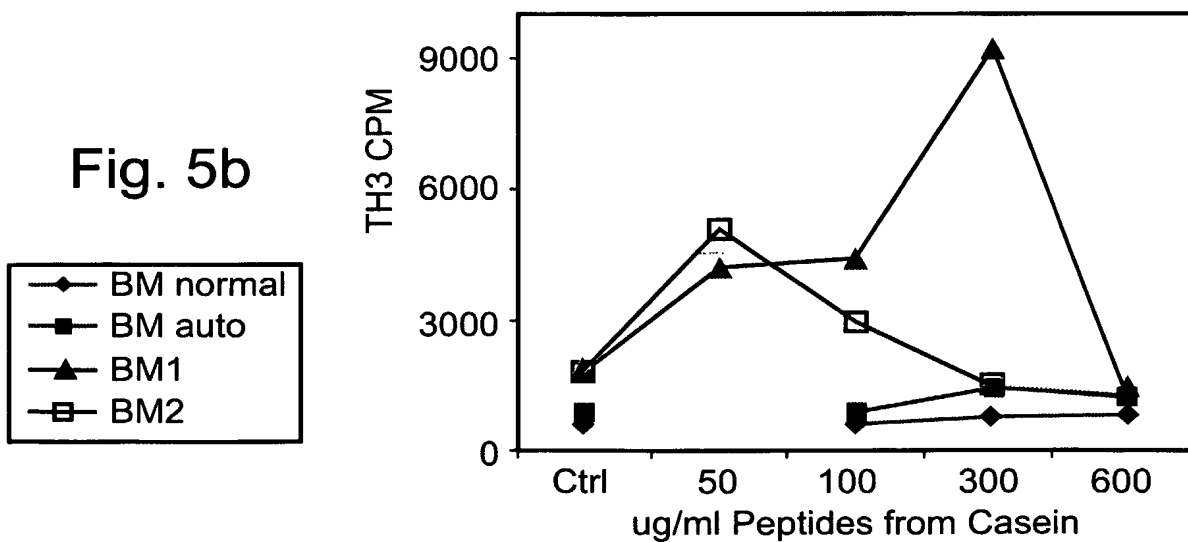 Fig. 5b
BM normal
BM auto
BM1
BM2
TH3 CPM
9000
6000
3000
0
Ctrl 50 100 300 600
ug/ml Peptides from Casein